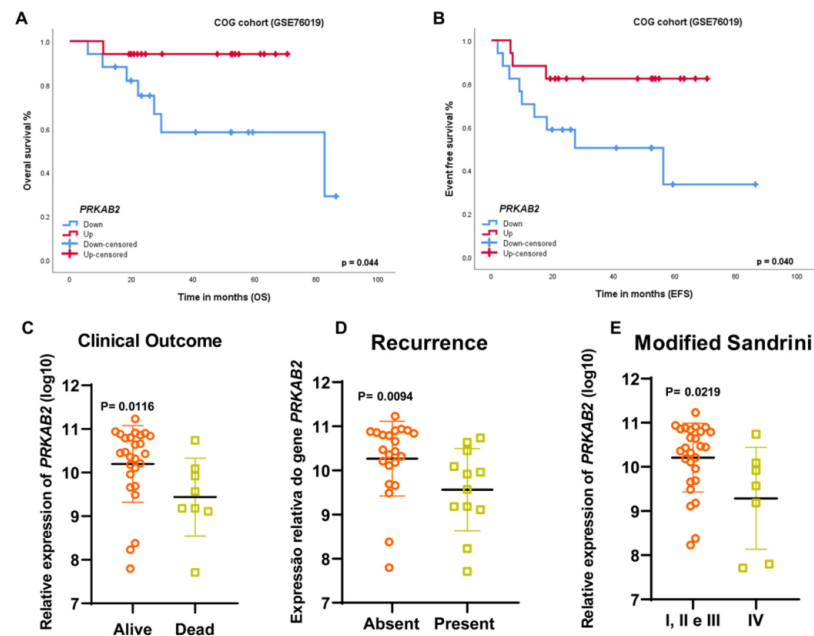 A
COG cohort (GSE76019)
Overal survival %
1.0
0.8
0.6
0.4
0.2
0.0
PRKAB2
Down
Up
Down-censored
Up-censored
p = 0.044
0 20 40 60 80 100
Time in months (OS)
B
COG cohort (GSE76019)
Event free survival %
1.0
0.8
0.6
0.4
0.2
0.0
PRKAB2
Down
Up
Down-censored
Up-censored
p = 0.040
0 20 40 60 80 100
Time in months (EFS)
C
Clinical Outcome
Relative expression of PRKAB2 (log10)
12
11
10
9
8
7
P= 0.0116
Alive Dead
D
Recurrence
Expressão relativa do gene PRKAB2
12
11
10
9
8
7
P= 0.0094
Absent Present
E
Modified Sandrini
Relative expression of PRKAB2 (log10)
12
11
10
9
8
7
P= 0.0219
I, II e III IV